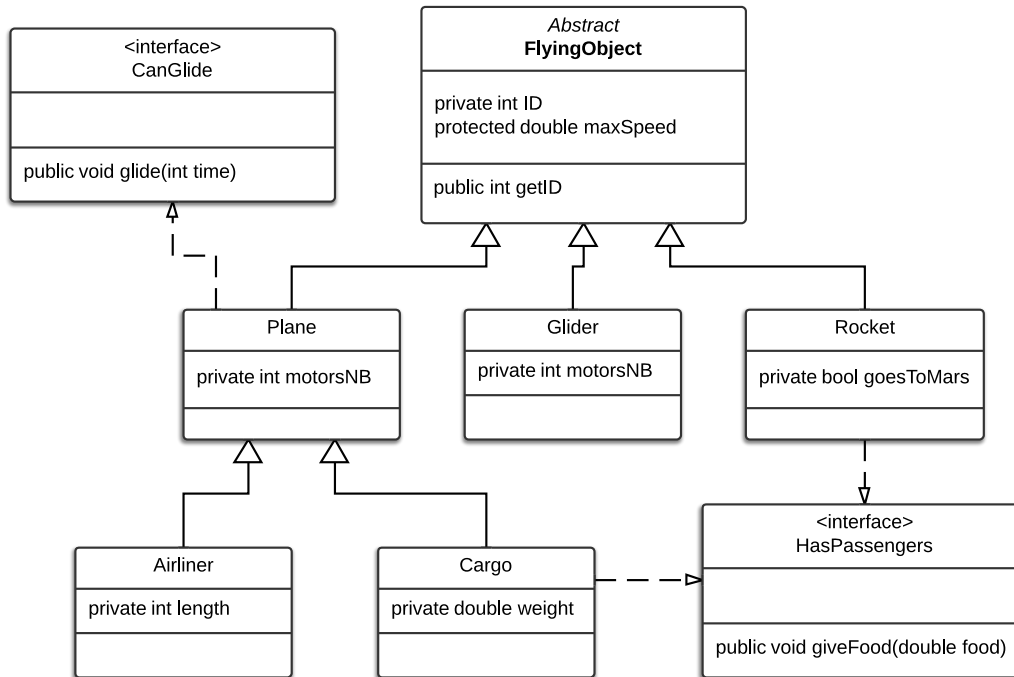 <interface>
CanGlide
public void glide(int time)
Abstract
FlyingObject
private int ID
protected double maxSpeed
public int getID
Plane
private int motorsNB
Glider
private int motorsNB
Rocket
private bool goesToMars
Airliner
private int length
Cargo
private double weight
<interface>
HasPassengers
public void giveFood(double food)